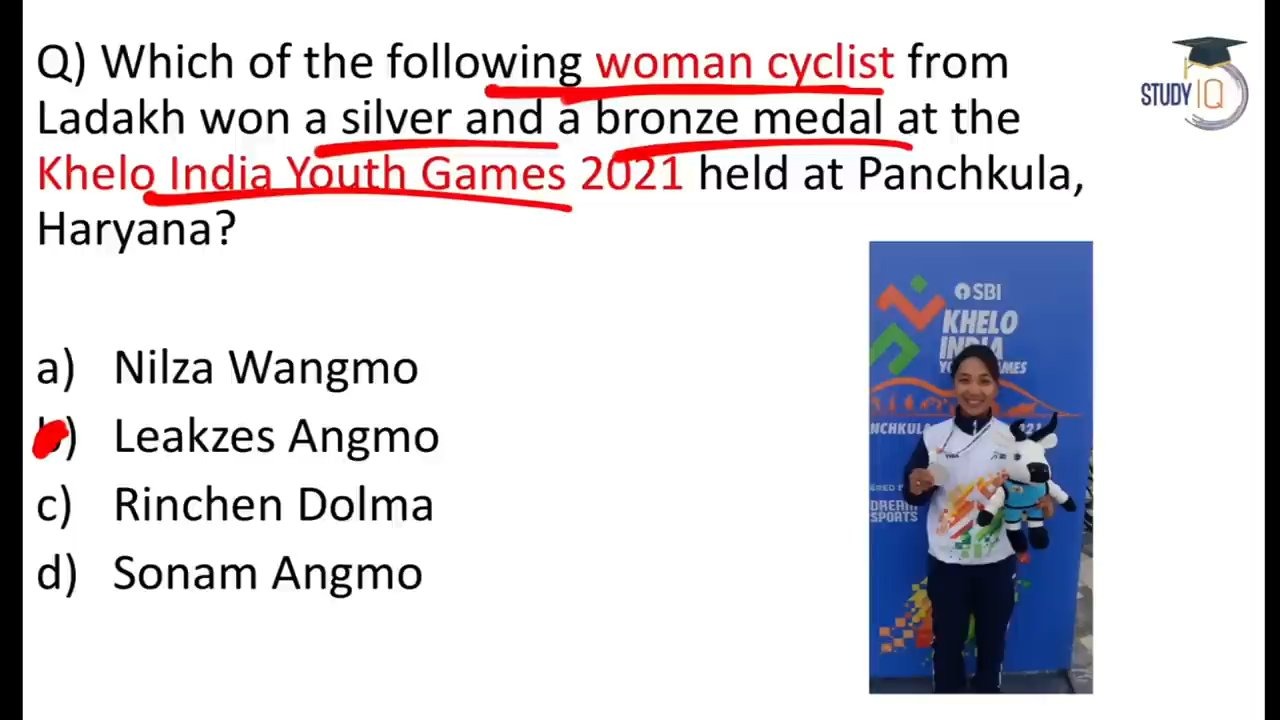 Q) Which of the following woman cyclist from
Ladakh won a silver and a bronze medal at the
Khelo India Youth Games 2021 held at Panchkula,
Haryana?
STUDY IQ
a) Nilza Wangmo
b) Leakzes Angmo
c) Rinchen Dolma
d) Sonam Angmo
SBI
KHELO
INDIA
GAMES
DREAM
SPORTS